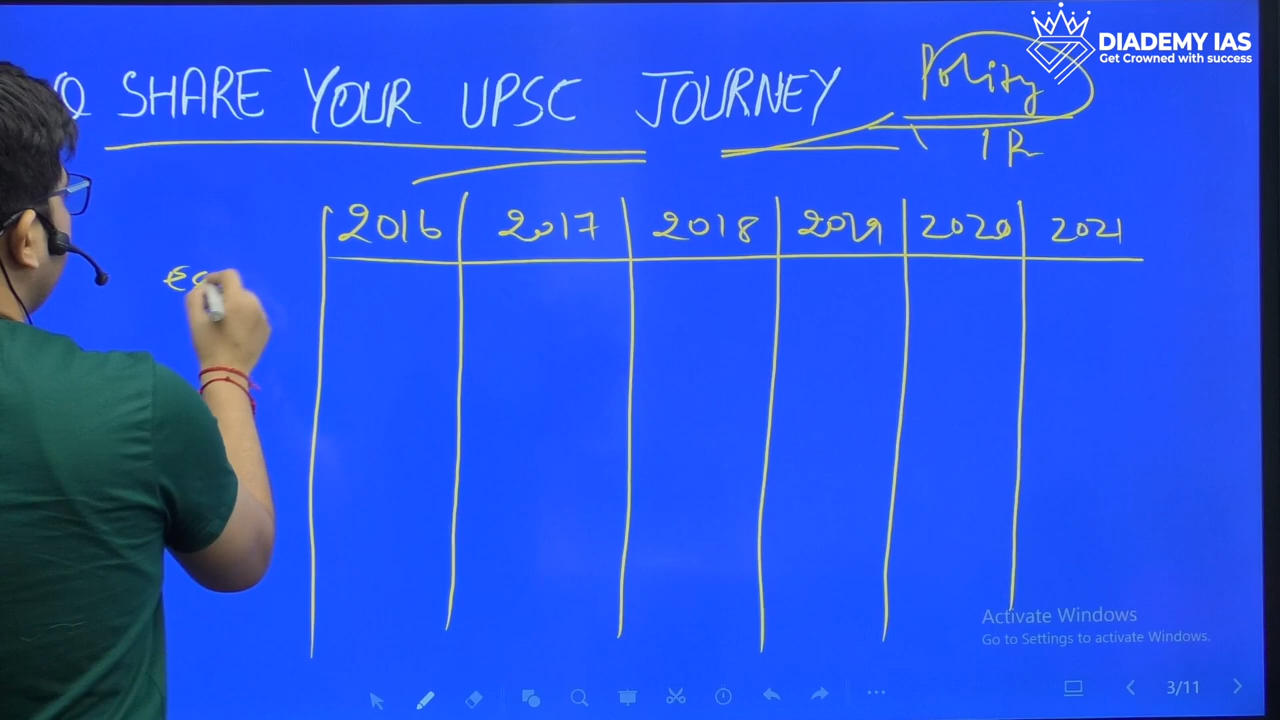 DIADEMY IAS
Get Crowned with success
SHARE YOUR UPSC JOURNEY
Polity
1 R
2016 2017 2018 2019 2020 2021
Activate Windows
Go to Settings to activate Windows.
3/11